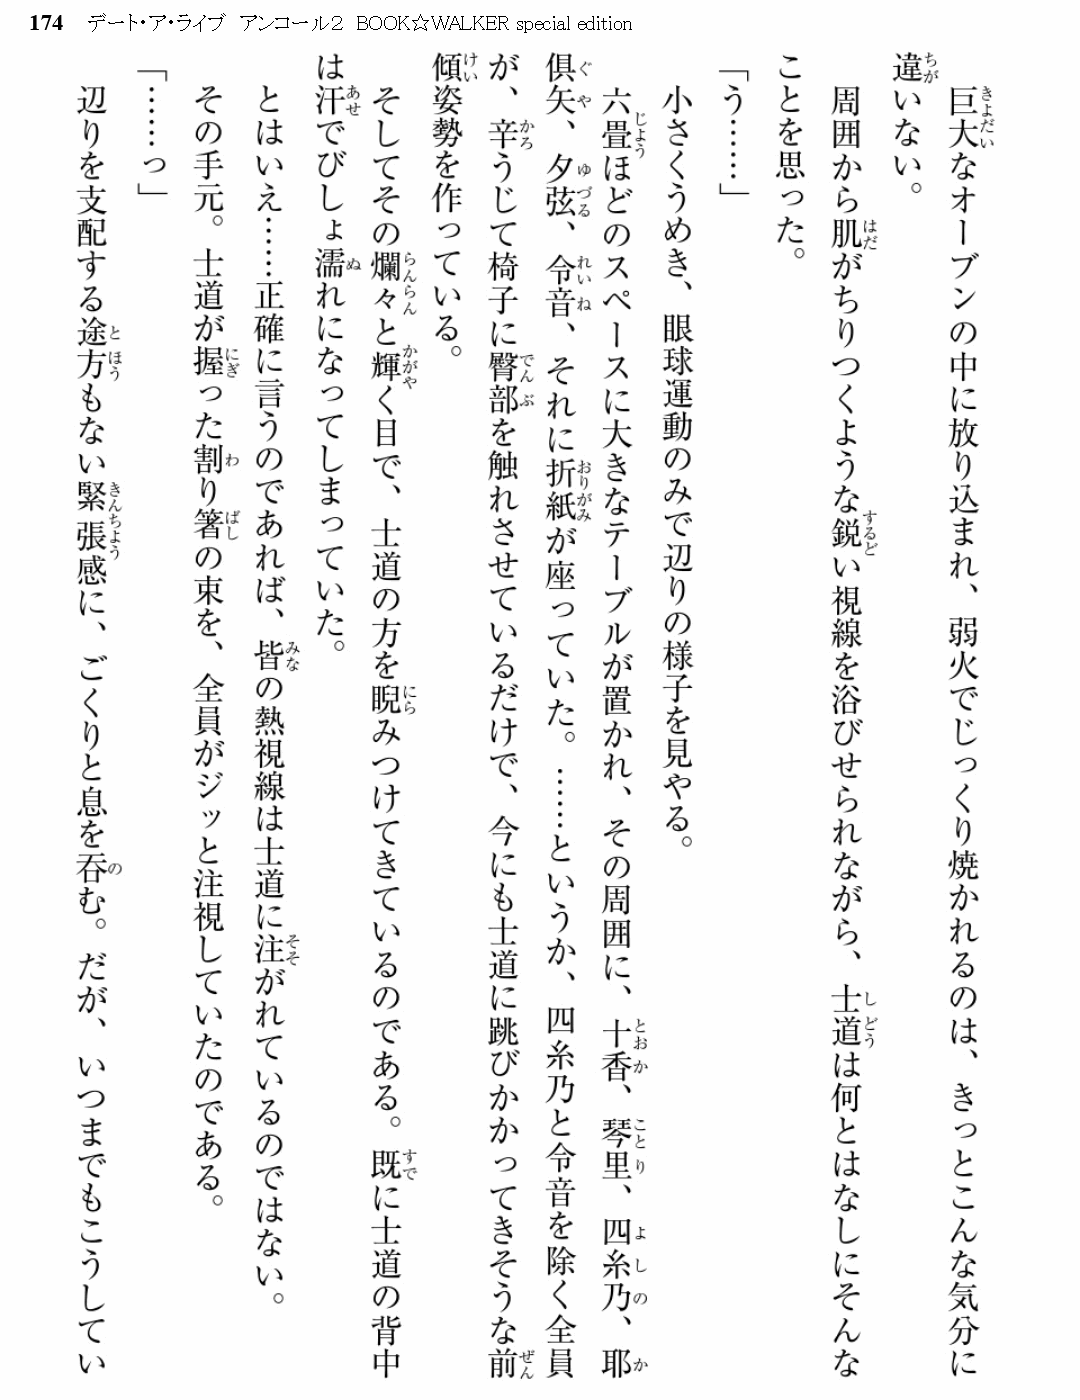 174 デート・ア・ライブ アンコール2 BOOK☆WALKER special edition
巨大なオーブンの中に放り込まれ、弱火でじっくり焼かれるのは、きっとこんな気分に
違いない。
周囲から肌がちりつくような鋭い視線を浴びせられながら、士道は何とはなしにそんな
ことを思った。
「う……」
小さくうめき、眼球運動のみで辺りの様子を見やる。
六畳ほどのスペースに大きなテーブルが置かれ、その周囲に、十香、琴里、四糸乃、耶
倶矢、夕弦、令音、それに折紙が座っていた。……というか、四糸乃と令音を除く全員
が、辛うじて椅子に臀部を触れさせているだけで、今にも士道に跳びかかってきそうな前
傾姿勢を作っている。
そしてその爛々と輝く目で、士道の方を睨みつけてきているのである。既に士道の背中
は汗でびしょ濡れになってしまっていた。
とはいえ……正確に言うのであれば、皆の熱視線は士道に注がれているのではない。
その手元。士道が握った割り箸の束を、全員がジッと注視していたのである。
「……っ」
辺りを支配する途方もない緊張感に、ごくりと息を呑む。だが、いつまでもこうしてい